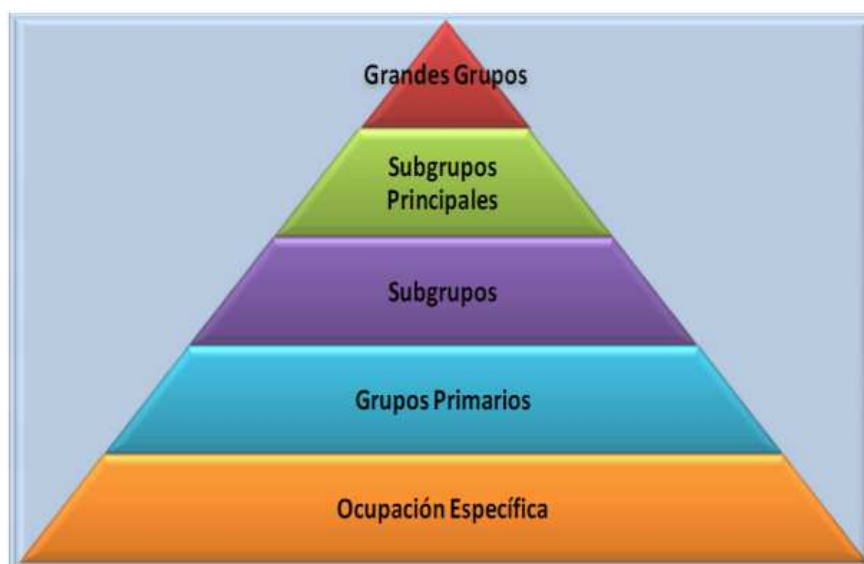 Grandes Grupos
Subgrupos
Principales
Subgrupos
Grupos Primarios
Ocupación Específica